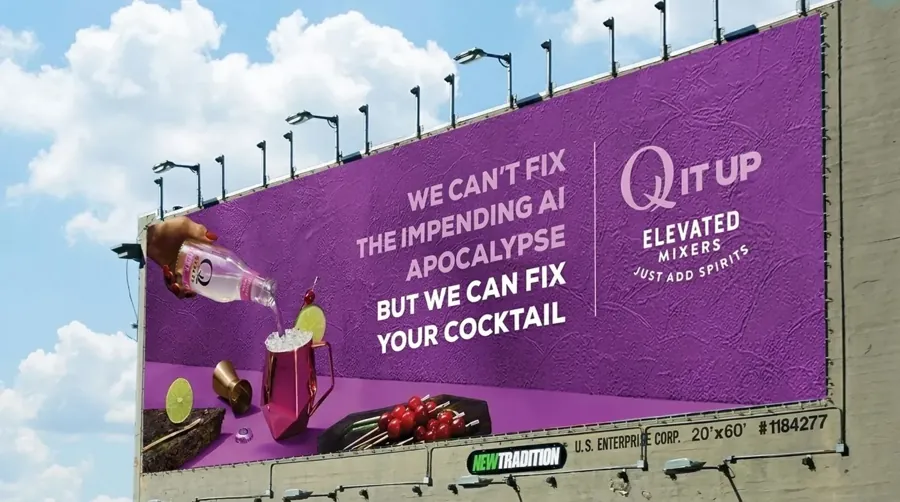 WE CAN'T FIX
THE IMPENDING AI
APOCALYPSE
BUT WE CAN FIX
YOUR COCKTAIL
Q IT UP
ELEVATED
MIXERS
JUST ADD SPIRITS
Q
NEWTRADITION
U.S. ENTERPRISE CORP. 20'x60' #1184277